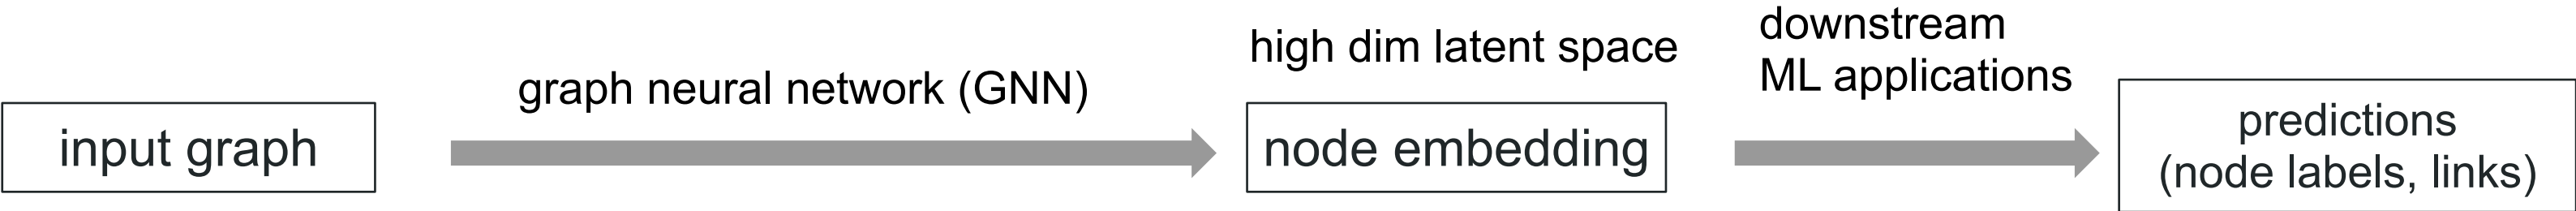 input graph
graph neural network (GNN)
high dim latent space
node embedding
downstream
ML applications
predictions
(node labels, links)